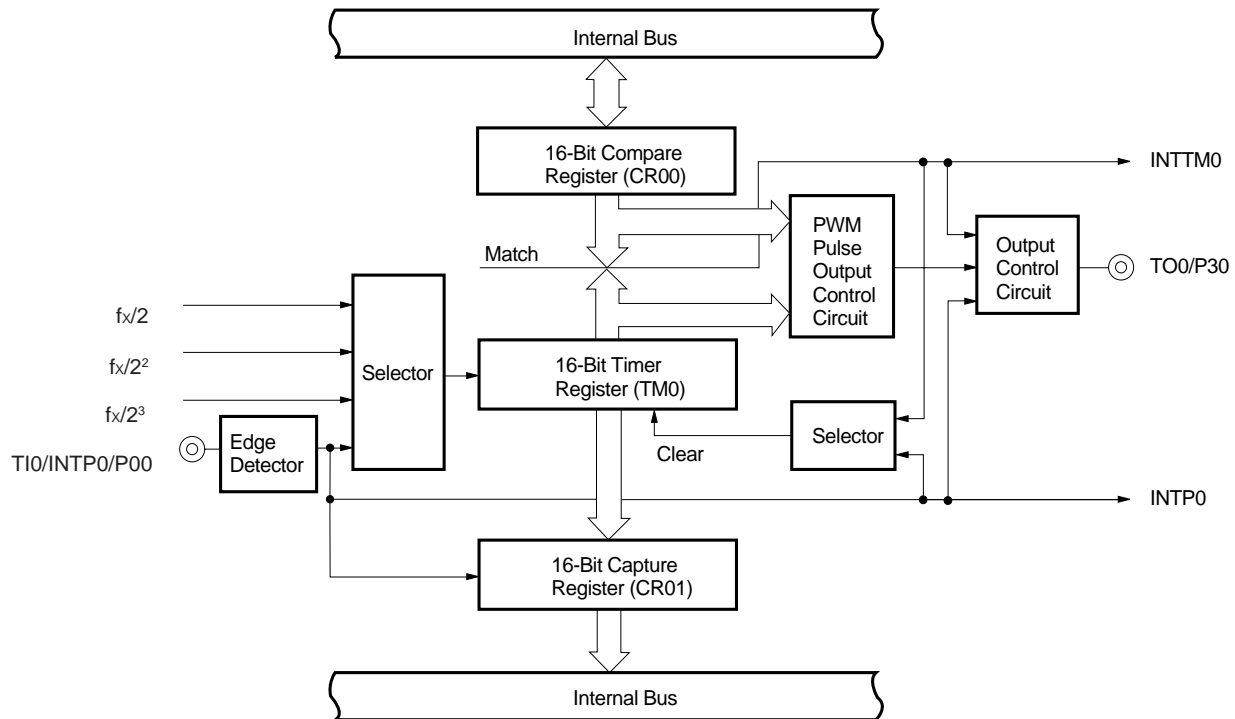 Internal Bus
16-Bit Compare
Register (CR00)
INTTM0
PWM
Pulse
Output
Control
Circuit
Output
Control
Circuit
TO0/P30
Match
fx/2
fx/2²
fx/2³
Selector
16-Bit Timer
Register (TM0)
Selector
Clear
TI0/INTP0/P00
Edge
Detector
INTP0
16-Bit Capture
Register (CR01)
Internal Bus